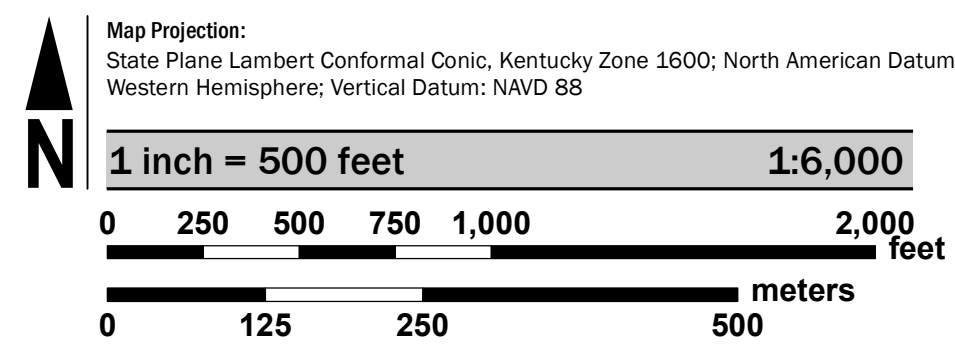 Map Projection:
State Plane Lambert Conformal Conic, Kentucky Zone 1600; North American Datum
Western Hemisphere; Vertical Datum: NAVD 88
N
1 inch = 500 feet 1:6,000
0 250 500 750 1,000 2,000
feet
meters
0 125 250 500